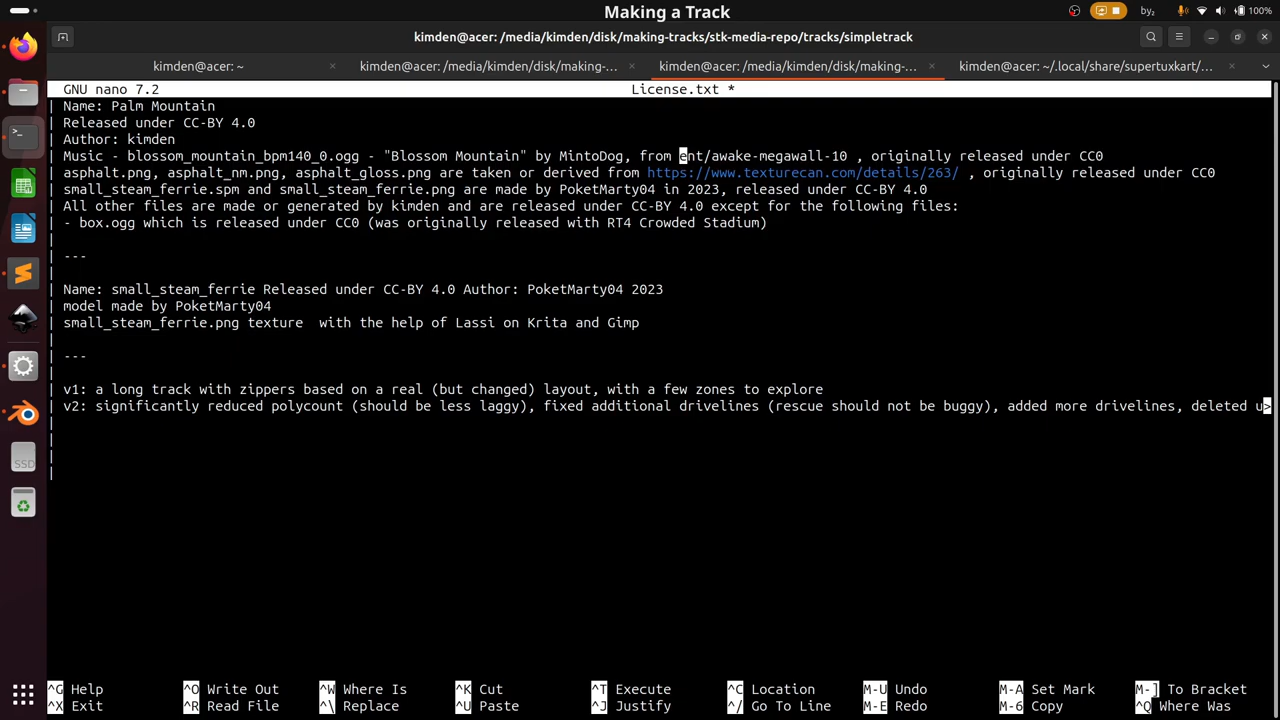 Making a Track
by₂
100%
kimden@acer: /media/kimden/disk/making-tracks/stk-media-repo/tracks/simpletrack
kimden@acer: ~
kimden@acer: /media/kimden/disk/making-...
kimden@acer: /media/kimden/disk/making-...
kimden@acer: ~/.local/share/supertuxkart/...
GNU nano 7.2
License.txt *
Name: Palm Mountain
Released under CC-BY 4.0
Author: kimden
Music - blossom_mountain_bpm140_0.ogg - "Blossom Mountain" by MintoDog, from ent/awake-megawall-10 , originally released under CC0
asphalt.png, asphalt_nm.png, asphalt_gloss.png are taken or derived from https://www.texturecan.com/details/263/ , originally released under CC0
small_steam_ferrie.spm and small_steam_ferrie.png are made by PoketMarty04 in 2023, released under CC-BY 4.0
All other files are made or generated by kimden and are released under CC-BY 4.0 except for the following files:
- box.ogg which is released under CC0 (was originally released with RT4 Crowded Stadium)
---
Name: small_steam_ferrie Released under CC-BY 4.0 Author: PoketMarty04 2023
model made by PoketMarty04
small_steam_ferrie.png texture  with the help of Lassi on Krita and Gimp
---
v1: a long track with zippers based on a real (but changed) layout, with a few zones to explore
v2: significantly reduced polycount (should be less laggy), fixed additional drivelines (rescue should not be buggy), added more drivelines, deleted u>
SSD
^G Help ^O Write Out ^W Where Is ^K Cut ^T Execute ^C Location M-U Undo M-A Set Mark M-] To Bracket
^X Exit ^R Read File ^\ Replace ^U Paste ^J Justify ^/ Go To Line M-E Redo M-6 Copy ^Q Where Was